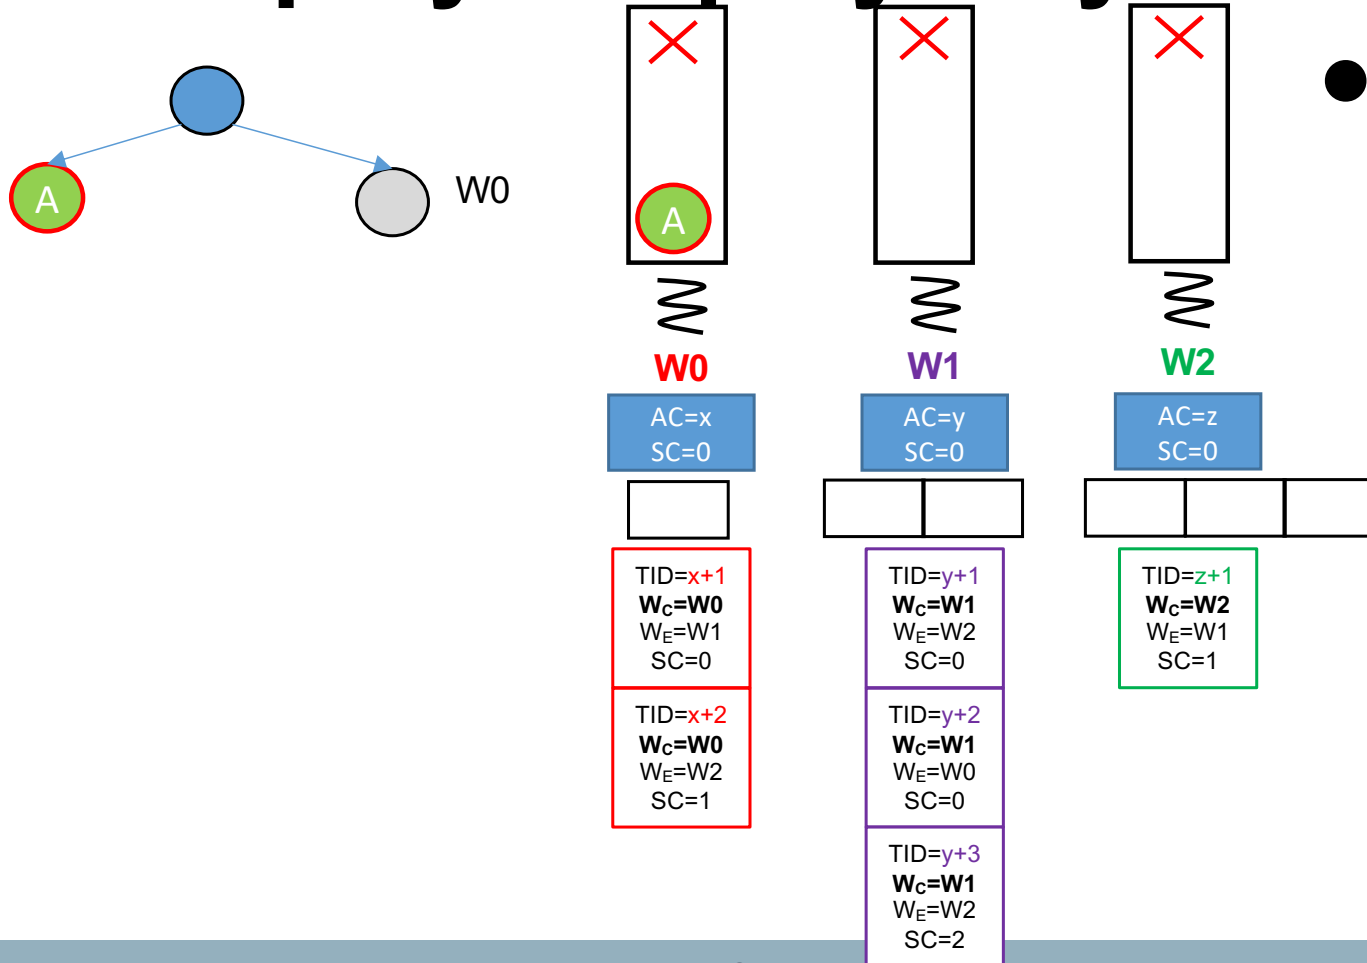 A
W0
A
W0
W1
W2
AC=x
SC=0
AC=y
SC=0
AC=z
SC=0
TID=x+1
WC=W0
WE=W1
SC=0
TID=x+2
WC=W0
WE=W2
SC=1
TID=y+1
WC=W1
WE=W2
SC=0
TID=y+2
WC=W1
WE=W0
SC=0
TID=y+3
WC=W1
WE=W2
SC=2
TID=z+1
WC=W2
WE=W1
SC=1